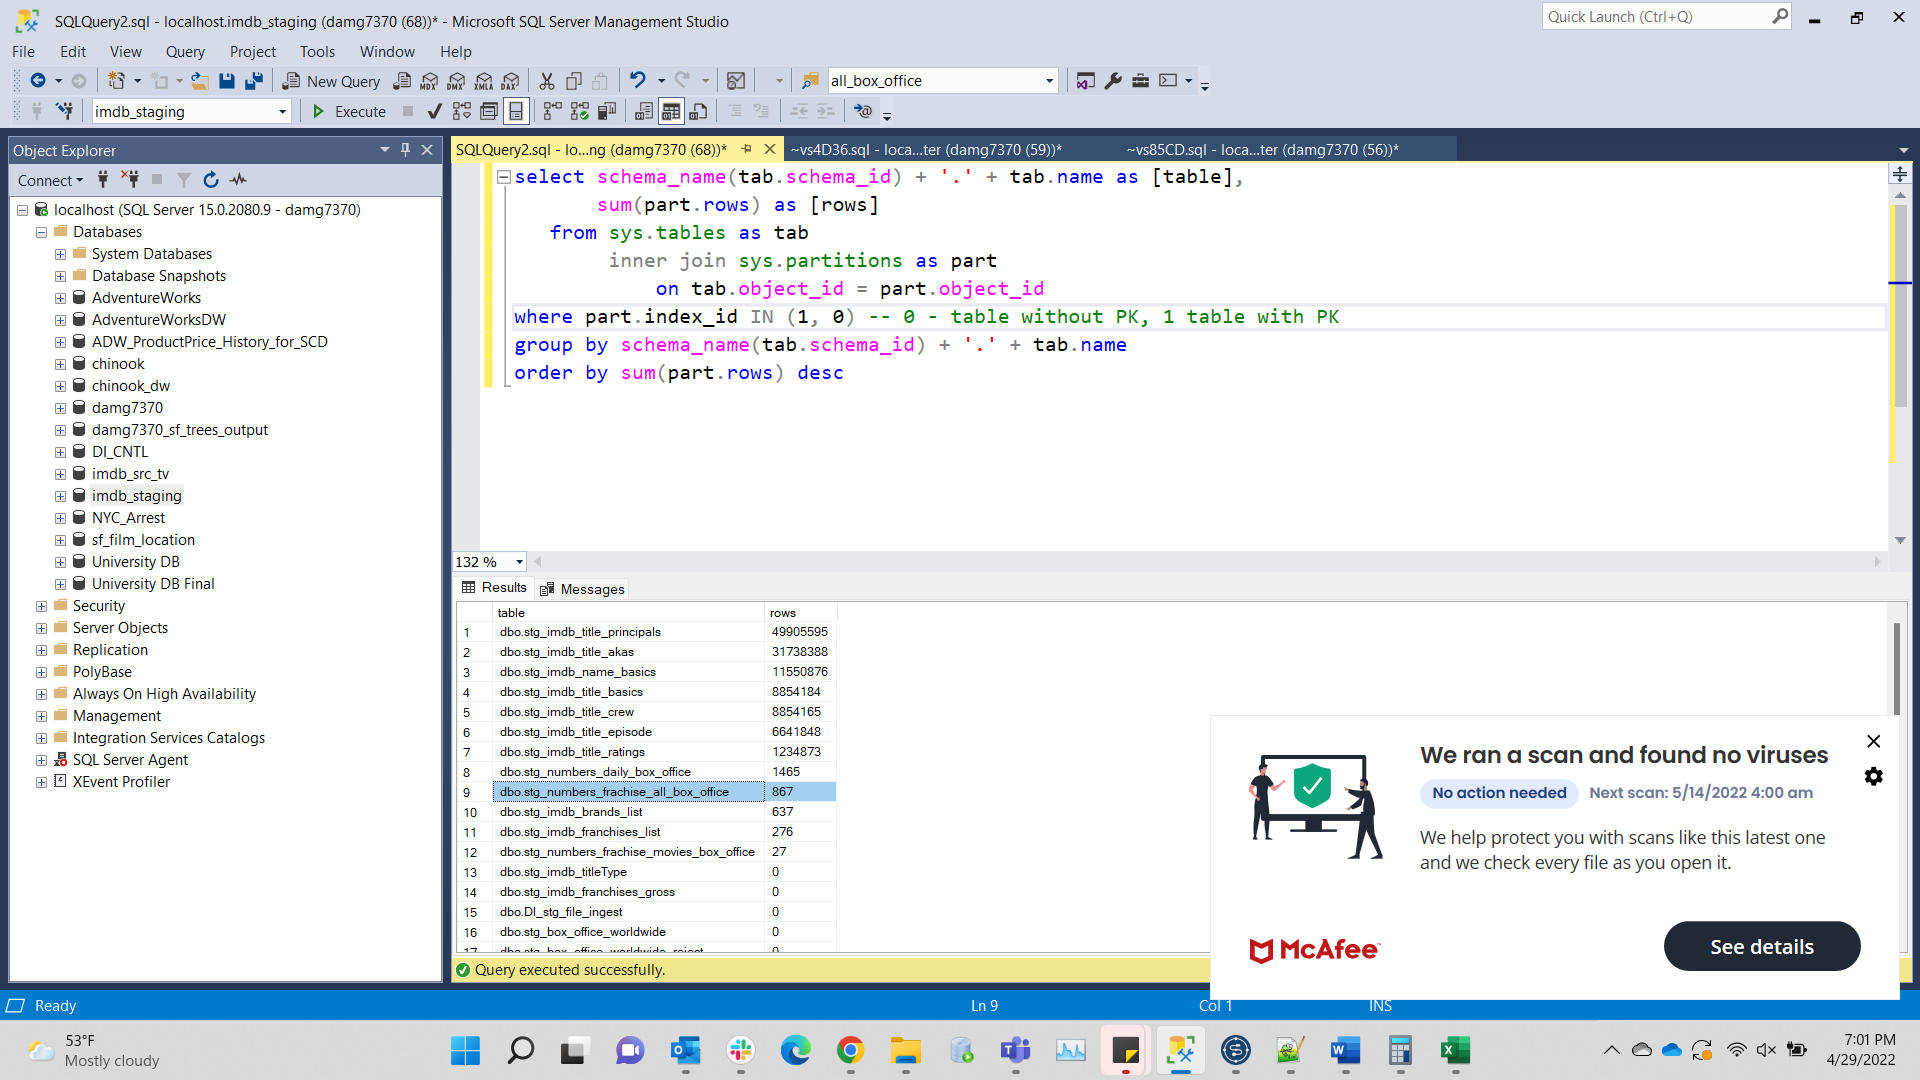 SQLQuery2.sql - localhost.imdb_staging (damg7370 (68))* - Microsoft SQL Server Management Studio
Quick Launch (Ctrl+Q)
File Edit View Query Project Tools Window Help
New Query
MDX DMX XMLA DAX
all_box_office
imdb_staging
Execute
Object Explorer
SQLQuery2.sql - lo...ng (damg7370 (68))*
~vs4D36.sql - loca...ter (damg7370 (59))*
~vs85CD.sql - loca...ter (damg7370 (56))*
Connect
localhost (SQL Server 15.0.2080.9 - damg7370)
Databases
System Databases
Database Snapshots
AdventureWorks
AdventureWorksDW
ADW_ProductPrice_History_for_SCD
chinook
chinook_dw
damg7370
damg7370_sf_trees_output
DI_CNTL
imdb_src_tv
imdb_staging
NYC_Arrest
sf_film_location
University DB
University DB Final
Security
Server Objects
Replication
PolyBase
Always On High Availability
Management
Integration Services Catalogs
SQL Server Agent
XEvent Profiler
select schema_name(tab.schema_id) + '.' + tab.name as [table],
sum(part.rows) as [rows]
from sys.tables as tab
inner join sys.partitions as part
on tab.object_id = part.object_id
where part.index_id IN (1, 0) -- 0 - table without PK, 1 table with PK
group by schema_name(tab.schema_id) + '.' + tab.name
order by sum(part.rows) desc
132 %
Results Messages
table rows
1 dbo.stg_imdb_title_principals 49905595
2 dbo.stg_imdb_title_akas 31738388
3 dbo.stg_imdb_name_basics 11550876
4 dbo.stg_imdb_title_basics 8854184
5 dbo.stg_imdb_title_crew 8854165
6 dbo.stg_imdb_title_episode 6641848
7 dbo.stg_imdb_title_ratings 1234873
8 dbo.stg_numbers_daily_box_office 1465
9 dbo.stg_numbers_frachise_all_box_office 867
10 dbo.stg_imdb_brands_list 637
11 dbo.stg_imdb_franchises_list 276
12 dbo.stg_numbers_frachise_movies_box_office 27
13 dbo.stg_imdb_titleType 0
14 dbo.stg_imdb_franchises_gross 0
15 dbo.DI_stg_file_ingest 0
16 dbo.stg_box_office_worldwide 0
17 dbo.stg_box_office_worldwide_reject 0
Query executed successfully.
We ran a scan and found no viruses
No action needed Next scan: 5/14/2022 4:00 am
We help protect you with scans like this latest one
and we check every file as you open it.
McAfee
See details
Ready
Ln 9
Col 1
INS
53°F
Mostly cloudy
7:01 PM
4/29/2022